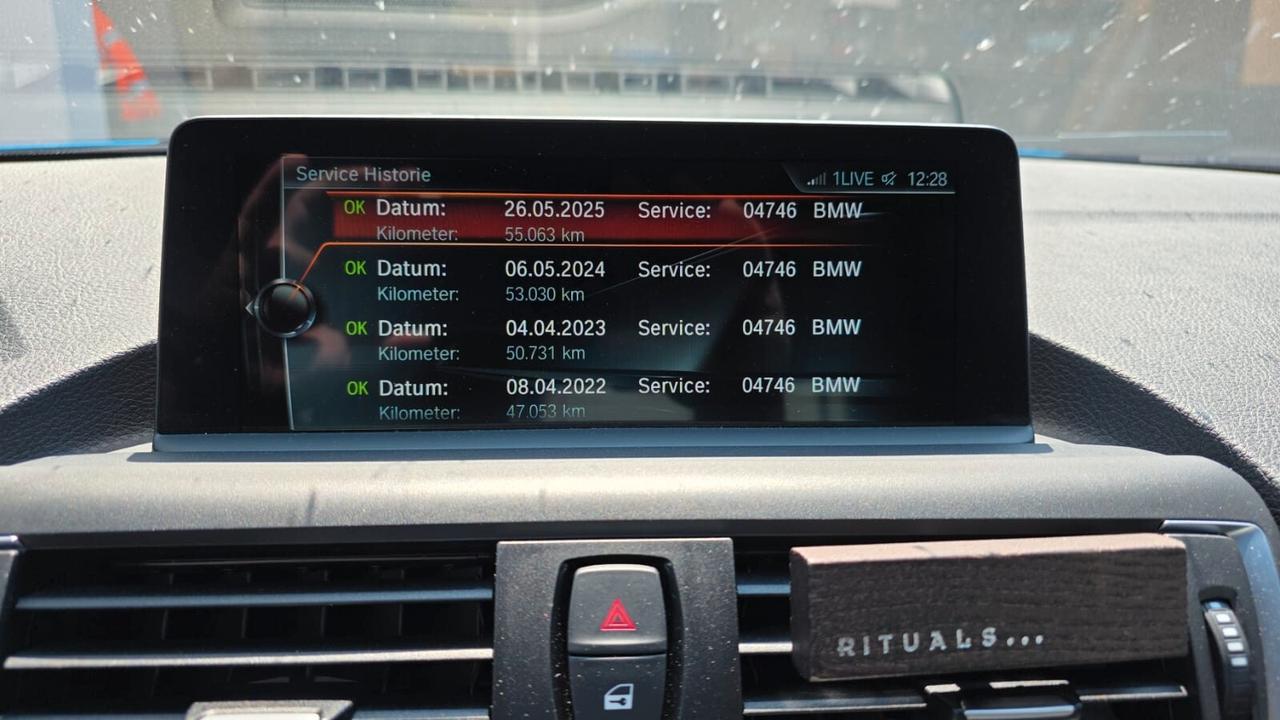 Service Historie
1LIVE 12:28
OK Datum: 26.05.2025 Service: 04746 BMW
Kilometer: 55.063 km
OK Datum: 06.05.2024 Service: 04746 BMW
Kilometer: 53.030 km
OK Datum: 04.04.2023 Service: 04746 BMW
Kilometer: 50.731 km
OK Datum: 08.04.2022 Service: 04746 BMW
Kilometer: 47.053 km
RITUALS...